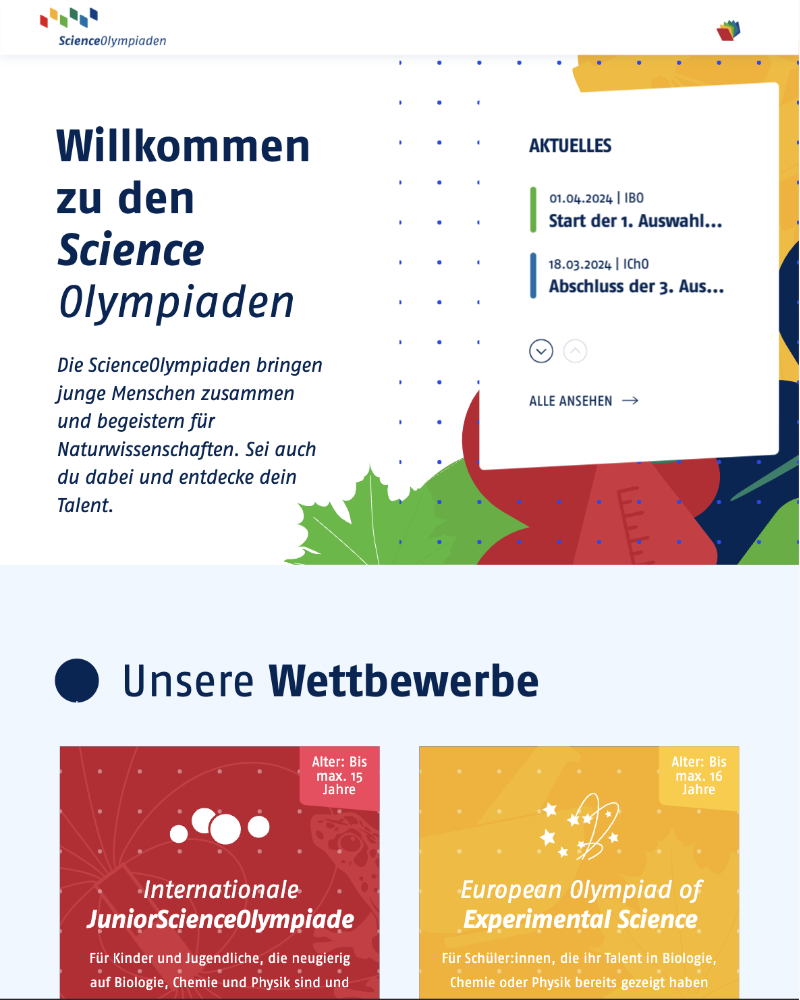 ScienceOlympiaden
Willkommen
zu den
Science
Olympiaden
Die ScienceOlympiaden bringen
junge Menschen zusammen
und begeistern für
Naturwissenschaften. Sei auch
du dabei und entdecke dein
Talent.
AKTUELLES
01.04.2024 | IBO
Start der 1. Auswahl...
18.03.2024 | IChO
Abschluss der 3. Aus...
ALLE ANSEHEN
Unsere Wettbewerbe
Alter: Bis
max. 15
Jahre
Internationale
JuniorScienceOlympiade
Für Kinder und Jugendliche, die neugierig
auf Biologie, Chemie und Physik sind und
Alter: Bis
max. 16
Jahre
European Olympiad of
Experimental Science
Für Schüler:innen, die ihr Talent in Biologie,
Chemie oder Physik bereits gezeigt haben